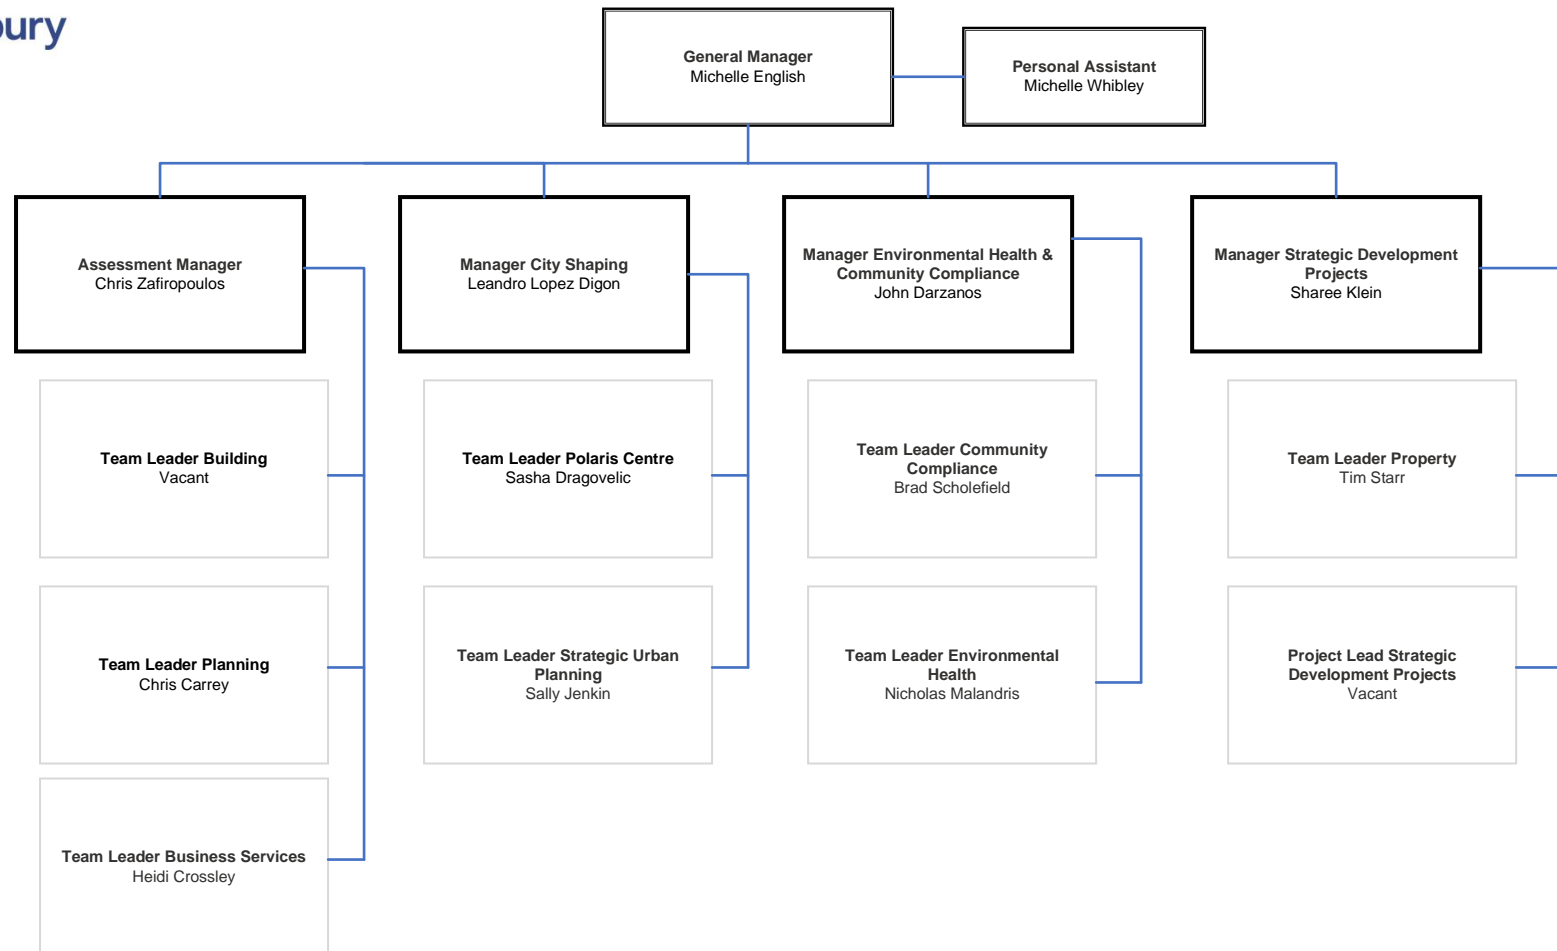 bury
General Manager
Michelle English
Personal Assistant
Michelle Whibley
Assessment Manager
Chris Zafiropoulos
Manager City Shaping
Leandro Lopez Digon
Manager Environmental Health &
Community Compliance
John Darzanos
Manager Strategic Development
Projects
Sharee Klein
Team Leader Building
Vacant
Team Leader Polaris Centre
Sasha Dragovelic
Team Leader Community
Compliance
Brad Scholefield
Team Leader Property
Tim Starr
Team Leader Planning
Chris Carrey
Team Leader Strategic Urban
Planning
Sally Jenkin
Team Leader Environmental
Health
Nicholas Malandris
Project Lead Strategic
Development Projects
Vacant
Team Leader Business Services
Heidi Crossley